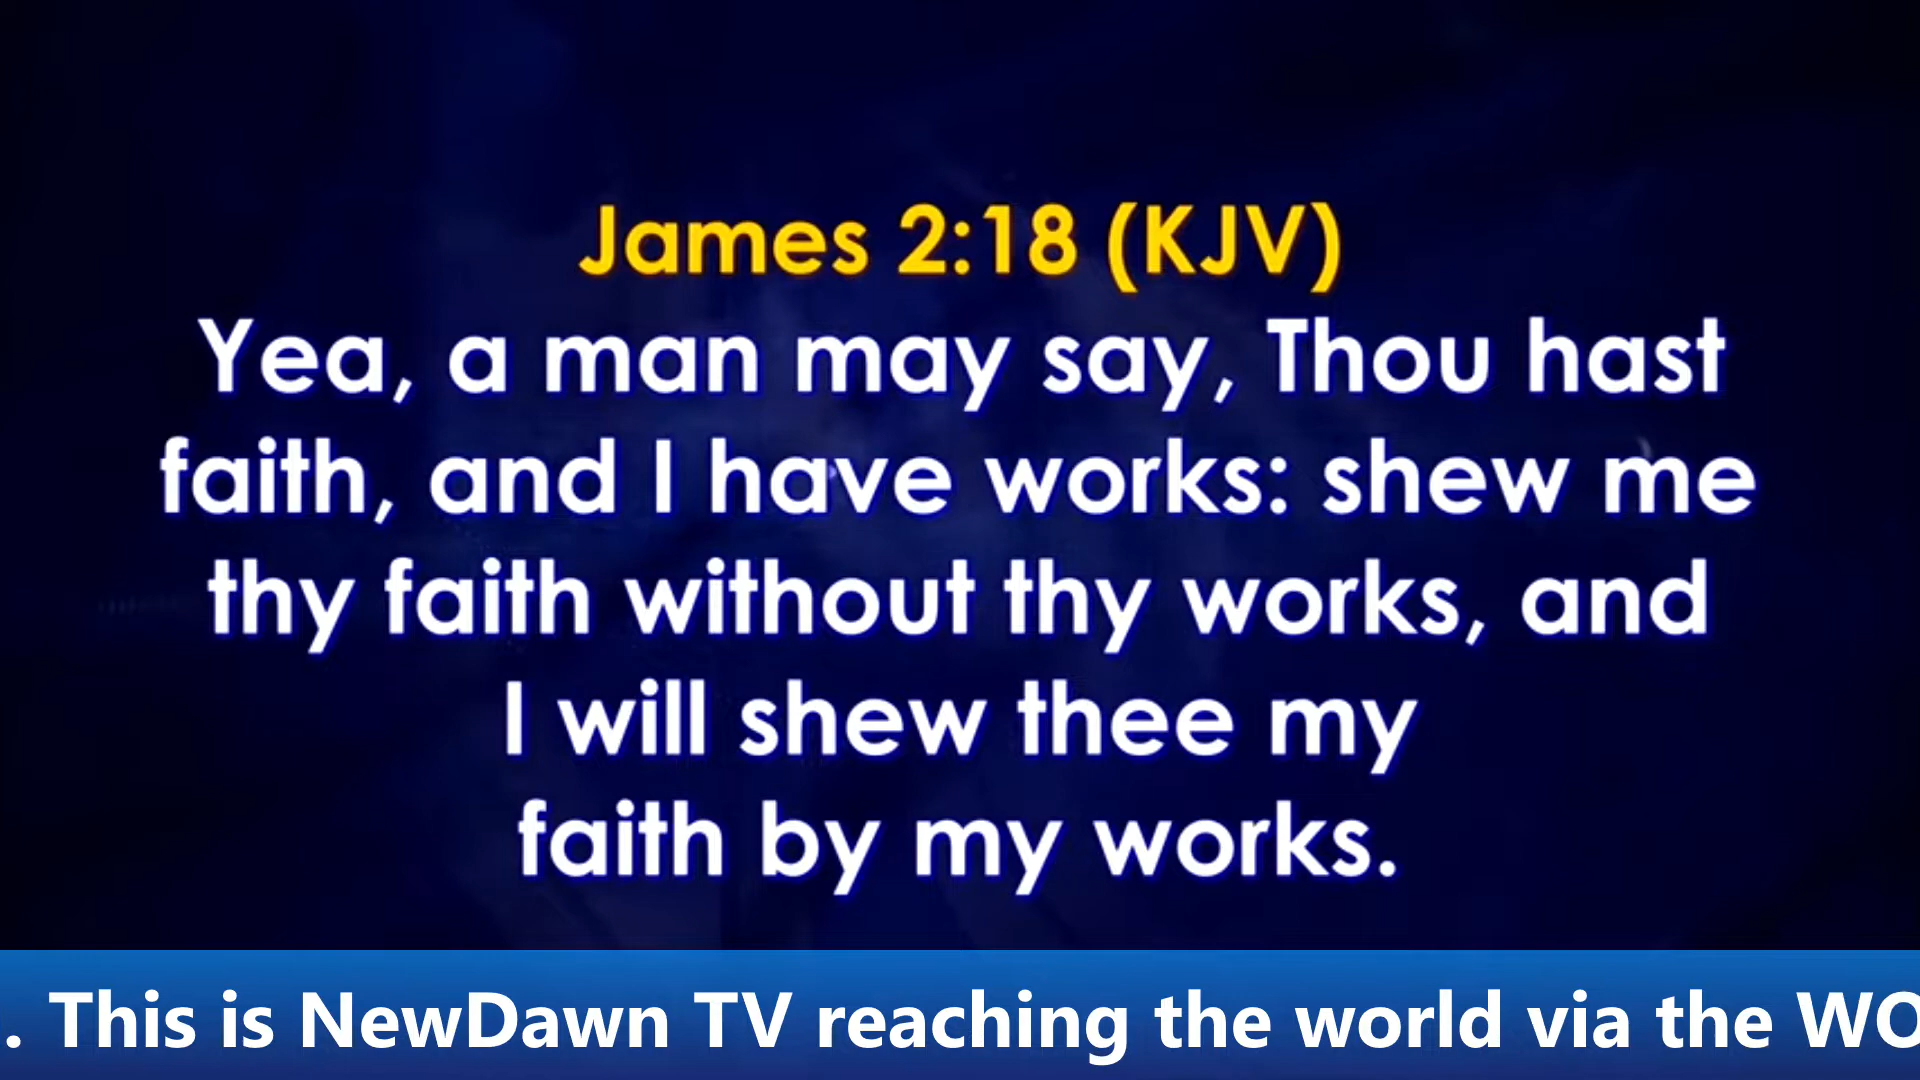 James 2:18 (KJV)
Yea, a man may say, Thou hast
faith, and I have works: shew me
thy faith without thy works, and
I will shew thee my
faith by my works.
. This is NewDawn TV reaching the world via the WO